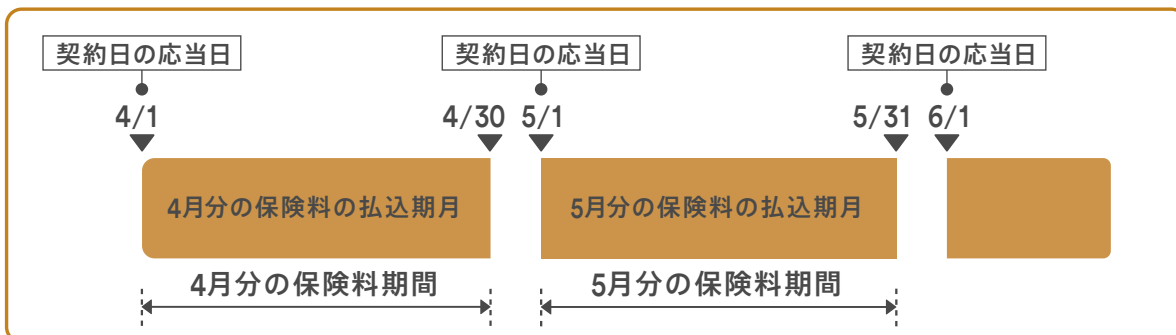 契約日の応当日 契約日の応当日 契約日の応当日
4/1 4/30 5/1 5/31 6/1
4月分の保険料の払込期月 5月分の保険料の払込期月
4月分の保険料期間 5月分の保険料期間